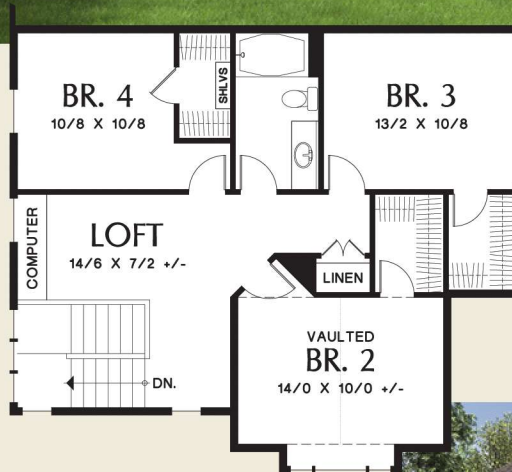 BR. 4
10/8 X 10/8
SHLVS
BR. 3
13/2 X 10/8
COMPUTER
LOFT
14/6 X 7/2 +/-
LINEN
DN.
VAULTED
BR. 2
14/0 X 10/0 +/-